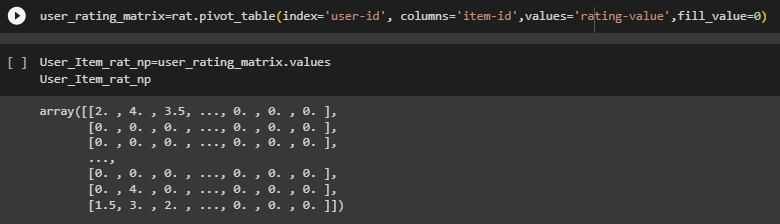 user_rating_matrix=rat.pivot_table(index='user-id', columns='item-id',values='rating-value',fill_value=0)
[ ] User_Item_rat_np=user_rating_matrix.values
User_Item_rat_np
array([[2. , 4. , 3.5, ..., 0. , 0. , 0. ],
[0. , 0. , 0. , ..., 0. , 0. , 0. ],
[0. , 0. , 0. , ..., 0. , 0. , 0. ],
...,
[0. , 0. , 0. , ..., 0. , 0. , 0. ],
[0. , 4. , 0. , ..., 0. , 0. , 0. ],
[1.5, 3. , 2. , ..., 0. , 0. , 0. ]])